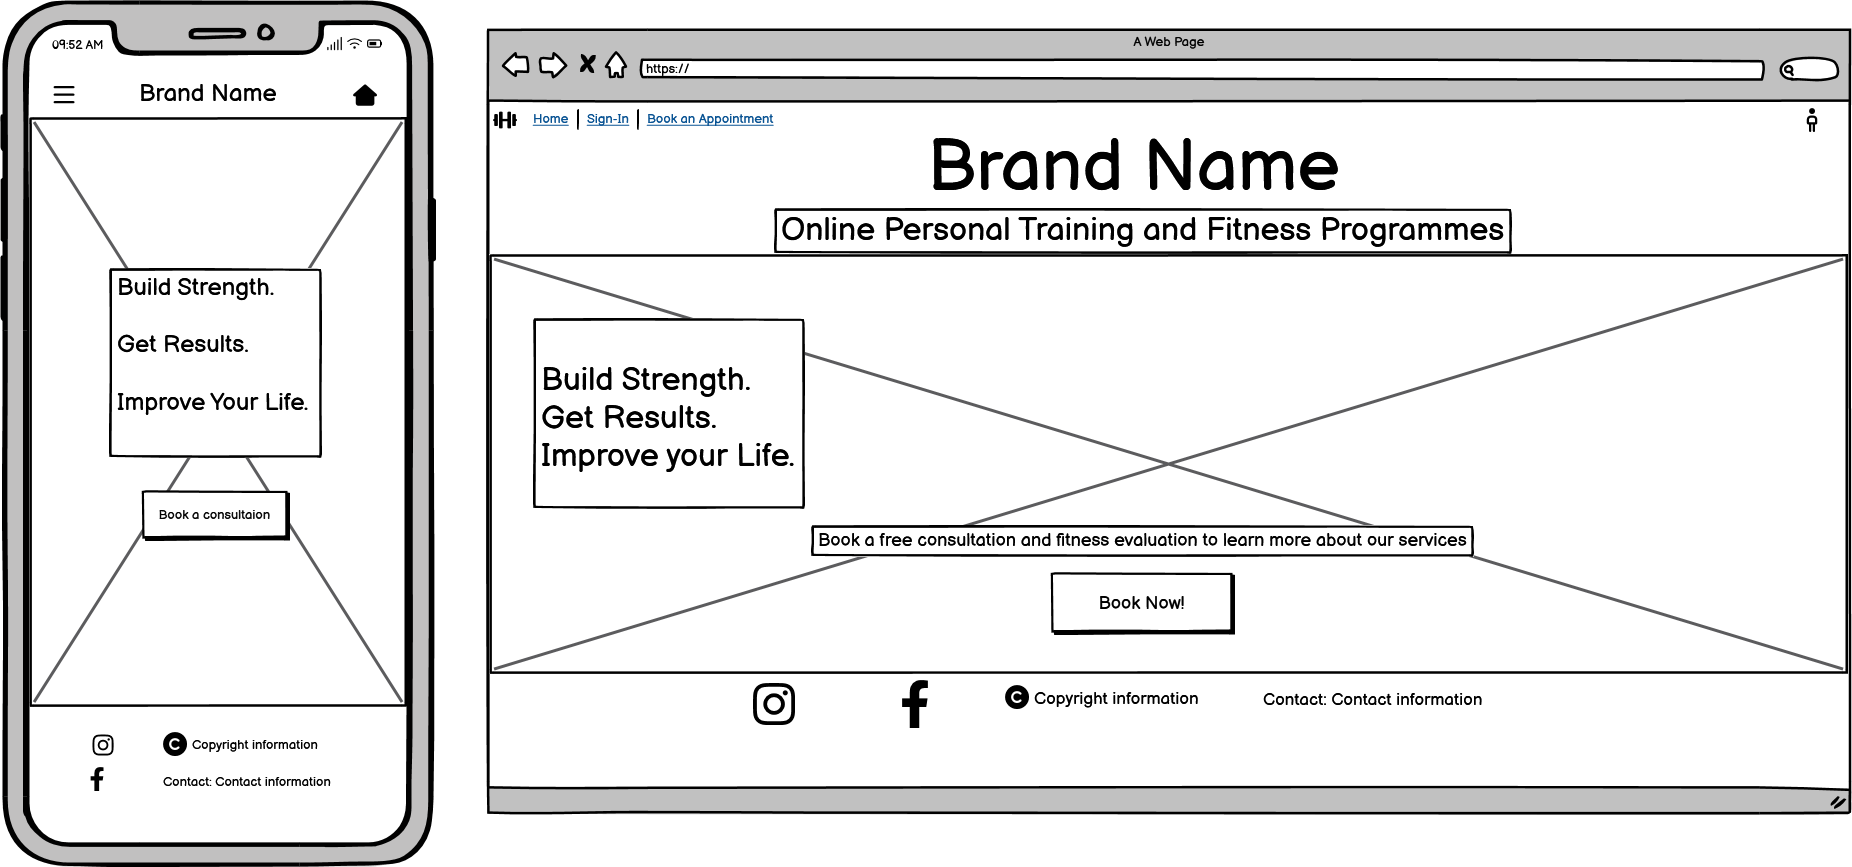 09:52 AM
Brand Name
Build Strength.
Get Results.
Improve Your Life.
Book a consultaion
C Copyright information
Contact: Contact information
A Web Page
https://
Home | Sign-In | Book an Appointment
Brand Name
Online Personal Training and Fitness Programmes
Build Strength.
Get Results.
Improve your Life.
Book a free consultation and fitness evaluation to learn more about our services
Book Now!
C Copyright information
Contact: Contact information